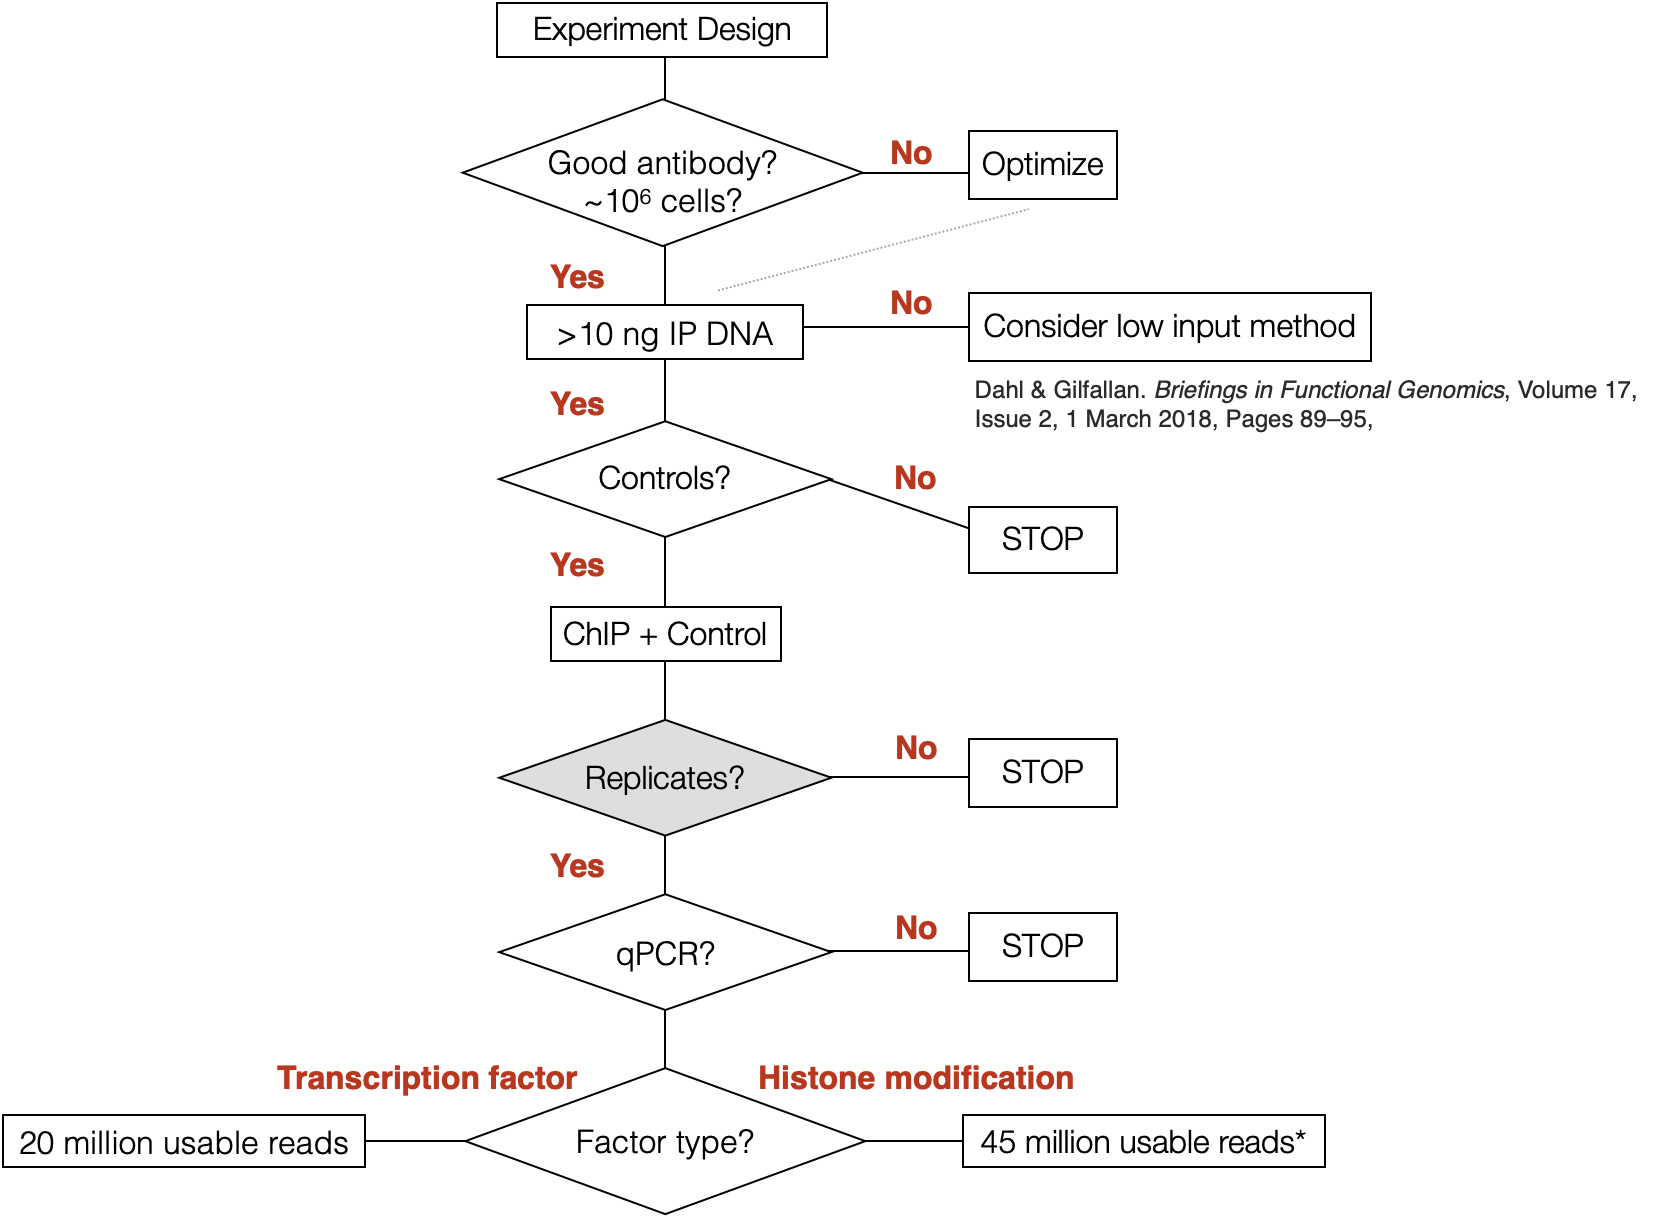 Experiment Design
Good antibody?
~10⁶ cells?
No
Optimize
Yes
>10 ng IP DNA
No
Consider low input method
Dahl & Gilfallan. Briefings in Functional Genomics, Volume 17,
Issue 2, 1 March 2018, Pages 89–95,
Yes
Controls?
No
STOP
Yes
ChIP + Control
Replicates?
No
STOP
Yes
qPCR?
No
STOP
Transcription factor
Histone modification
20 million usable reads
Factor type?
45 million usable reads*